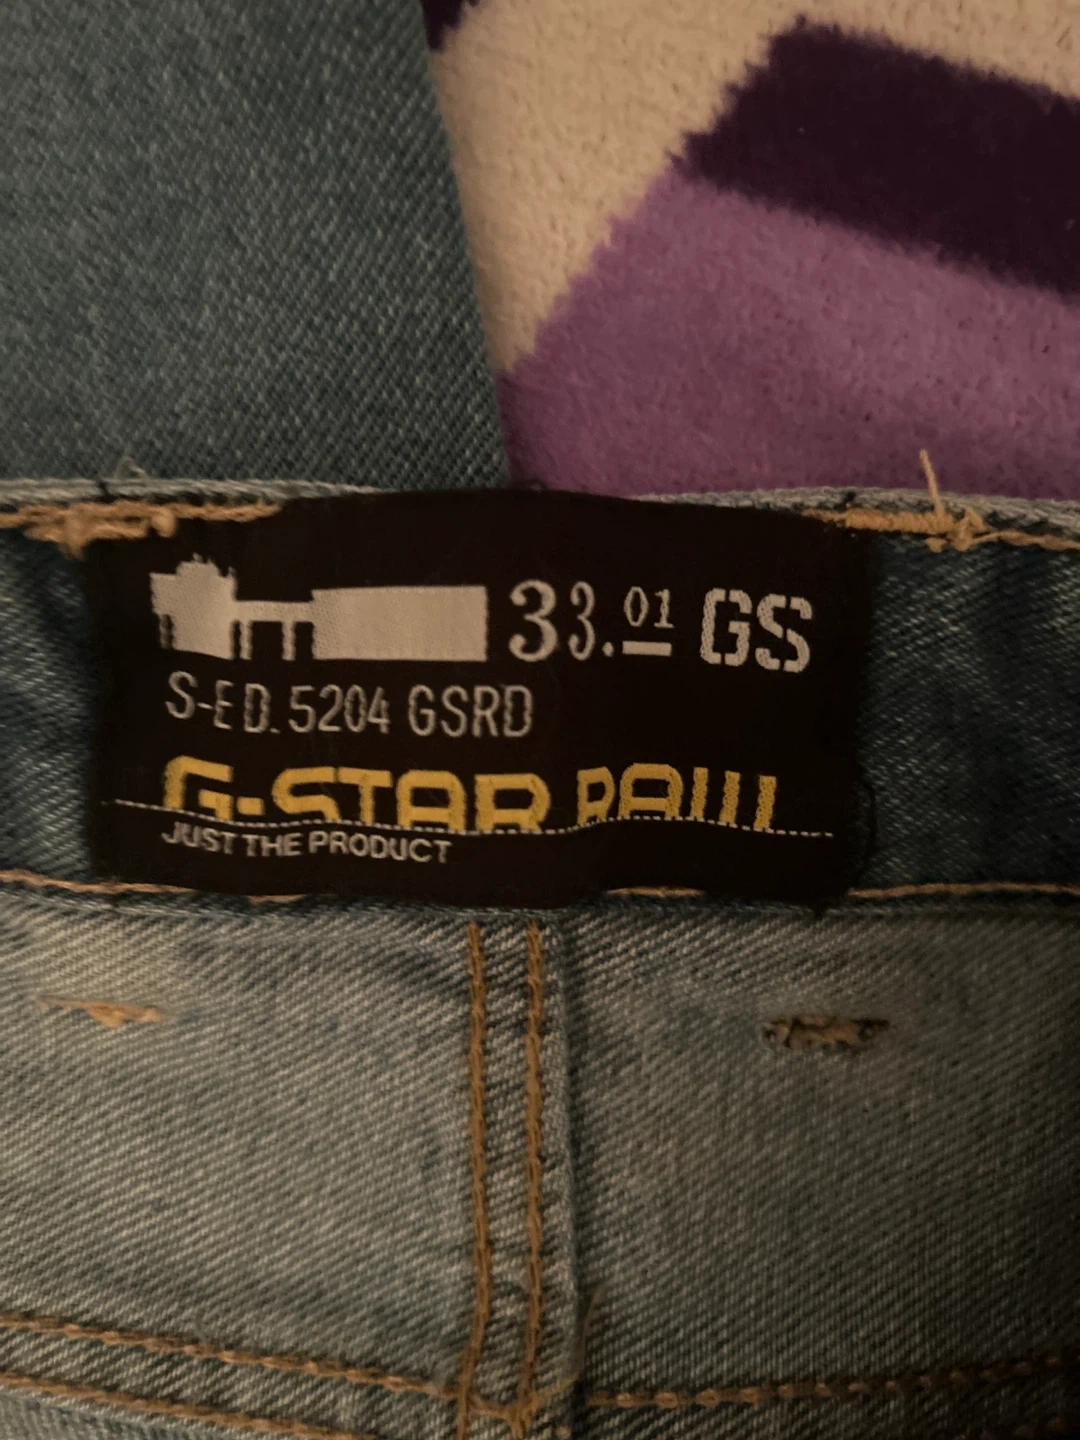 33.01 GS
S-ED. 5204 GSRD
G-STAR RAW
JUST THE PRODUCT